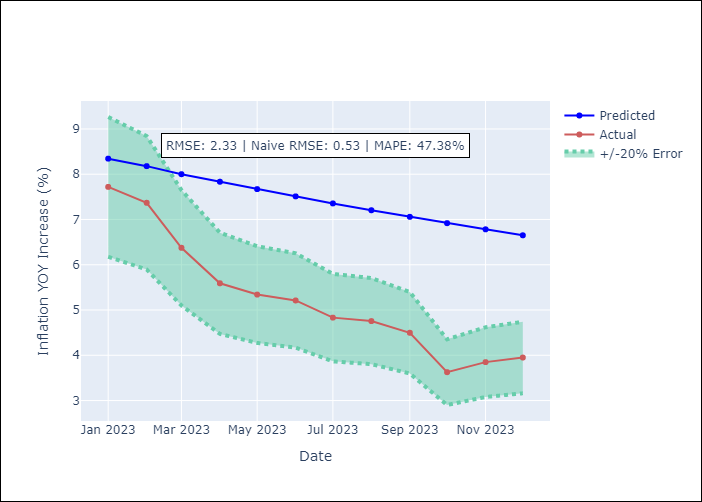 RMSE: 2.33 | Naive RMSE: 0.53 | MAPE: 47.38%
Predicted
Actual
+/-20% Error
Inflation YOY Increase (%)
9
8
7
6
5
4
3
Jan 2023 Mar 2023 May 2023 Jul 2023 Sep 2023 Nov 2023
Date